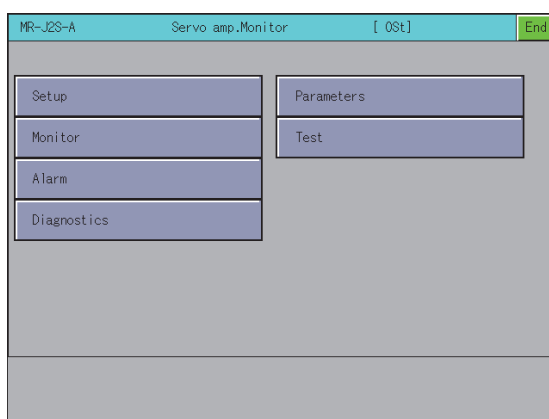 MR-J2S-A Servo amp.Monitor [ 0St] End
Setup
Monitor
Alarm
Diagnostics
Parameters
Test